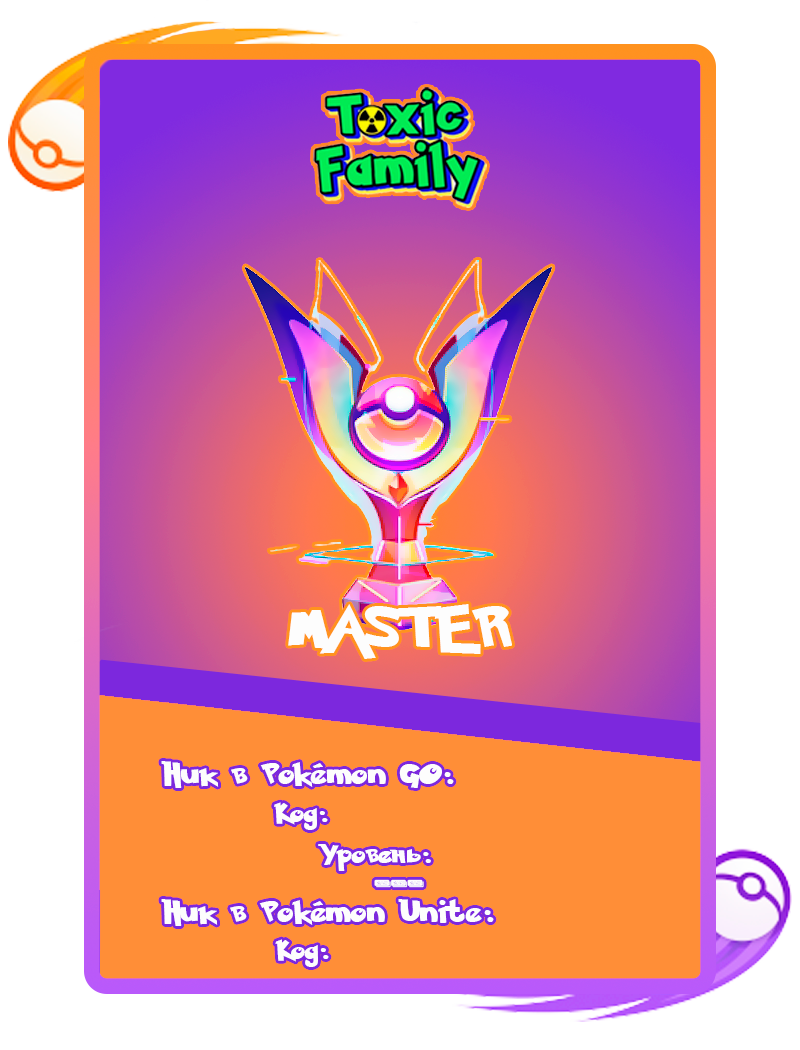 Toxic
Family
MASTER
Ник в Pokémon GO:
Код:
Уровень:
---
Ник в Pokémon Unite:
Код: